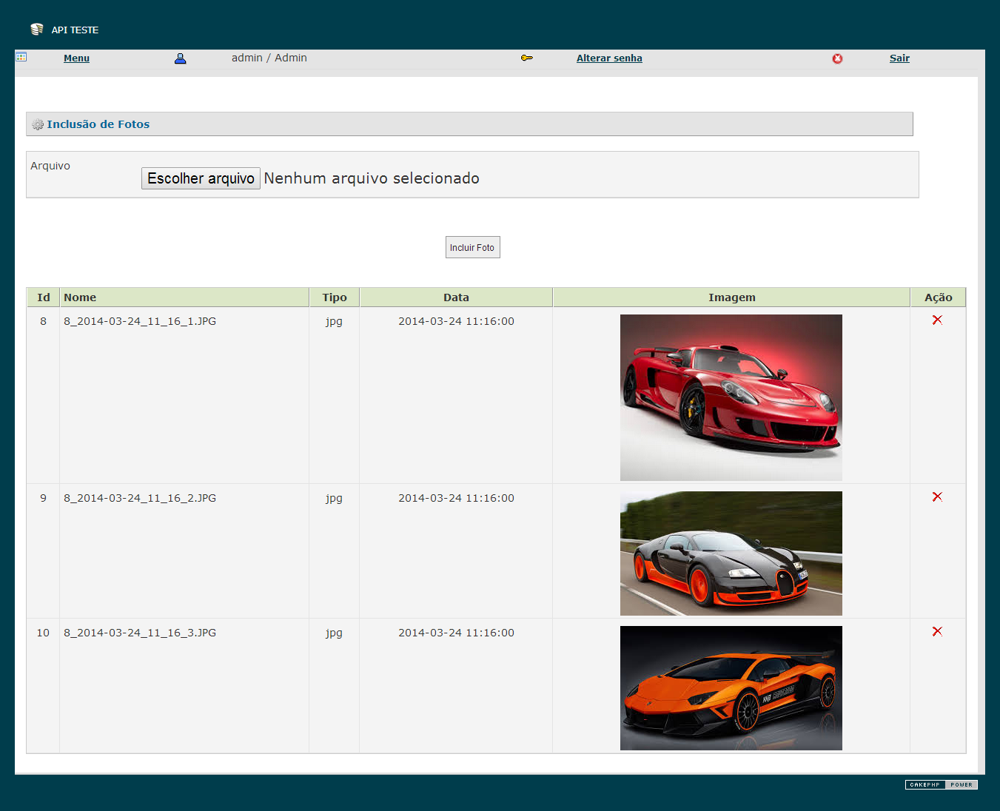 API TESTE
Menu admin / Admin Alterar senha Sair
Inclusão de Fotos
Arquivo
Escolher arquivo Nenhum arquivo selecionado
Incluir Foto
Id Nome Tipo Data Imagem Ação
8 8_2014-03-24_11_16_1.JPG jpg 2014-03-24 11:16:00
9 8_2014-03-24_11_16_2.JPG jpg 2014-03-24 11:16:00
10 8_2014-03-24_11_16_3.JPG jpg 2014-03-24 11:16:00
CAKEPHP POWER